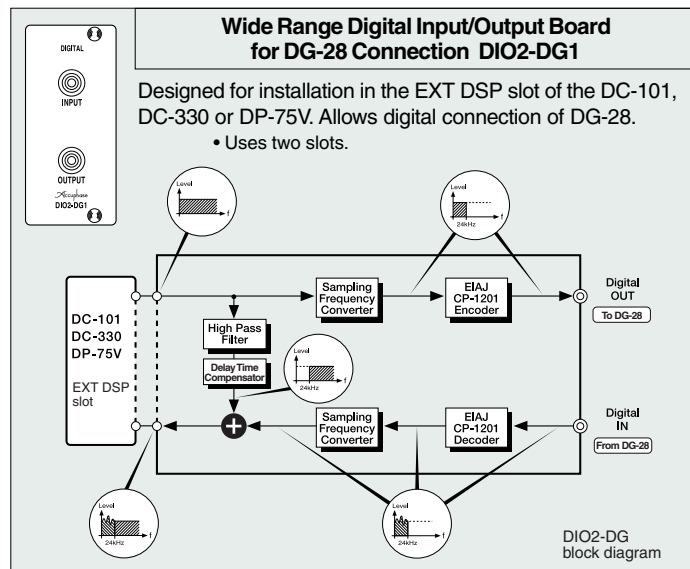 DIGITAL
INPUT
OUTPUT
Accuphase
DIO2-DG1
Wide Range Digital Input/Output Board
for DG-28 Connection DIO2-DG1
Designed for installation in the EXT DSP slot of the DC-101,
DC-330 or DP-75V. Allows digital connection of DG-28.
• Uses two slots.
Level
f
Level
f
24kHz
DC-101
DC-330
DP-75V
EXT DSP
slot
Sampling
Frequency
Converter
EIAJ
CP-1201
Encoder
Digital
OUT
To DG-28
High Pass
Filter
Delay Time
Compensator
Level
f
24kHz
+
Sampling
Frequency
Converter
EIAJ
CP-1201
Decoder
Digital
IN
From DG-28
Level
f
24kHz
Level
f
24kHz
DIO2-DG
block diagram